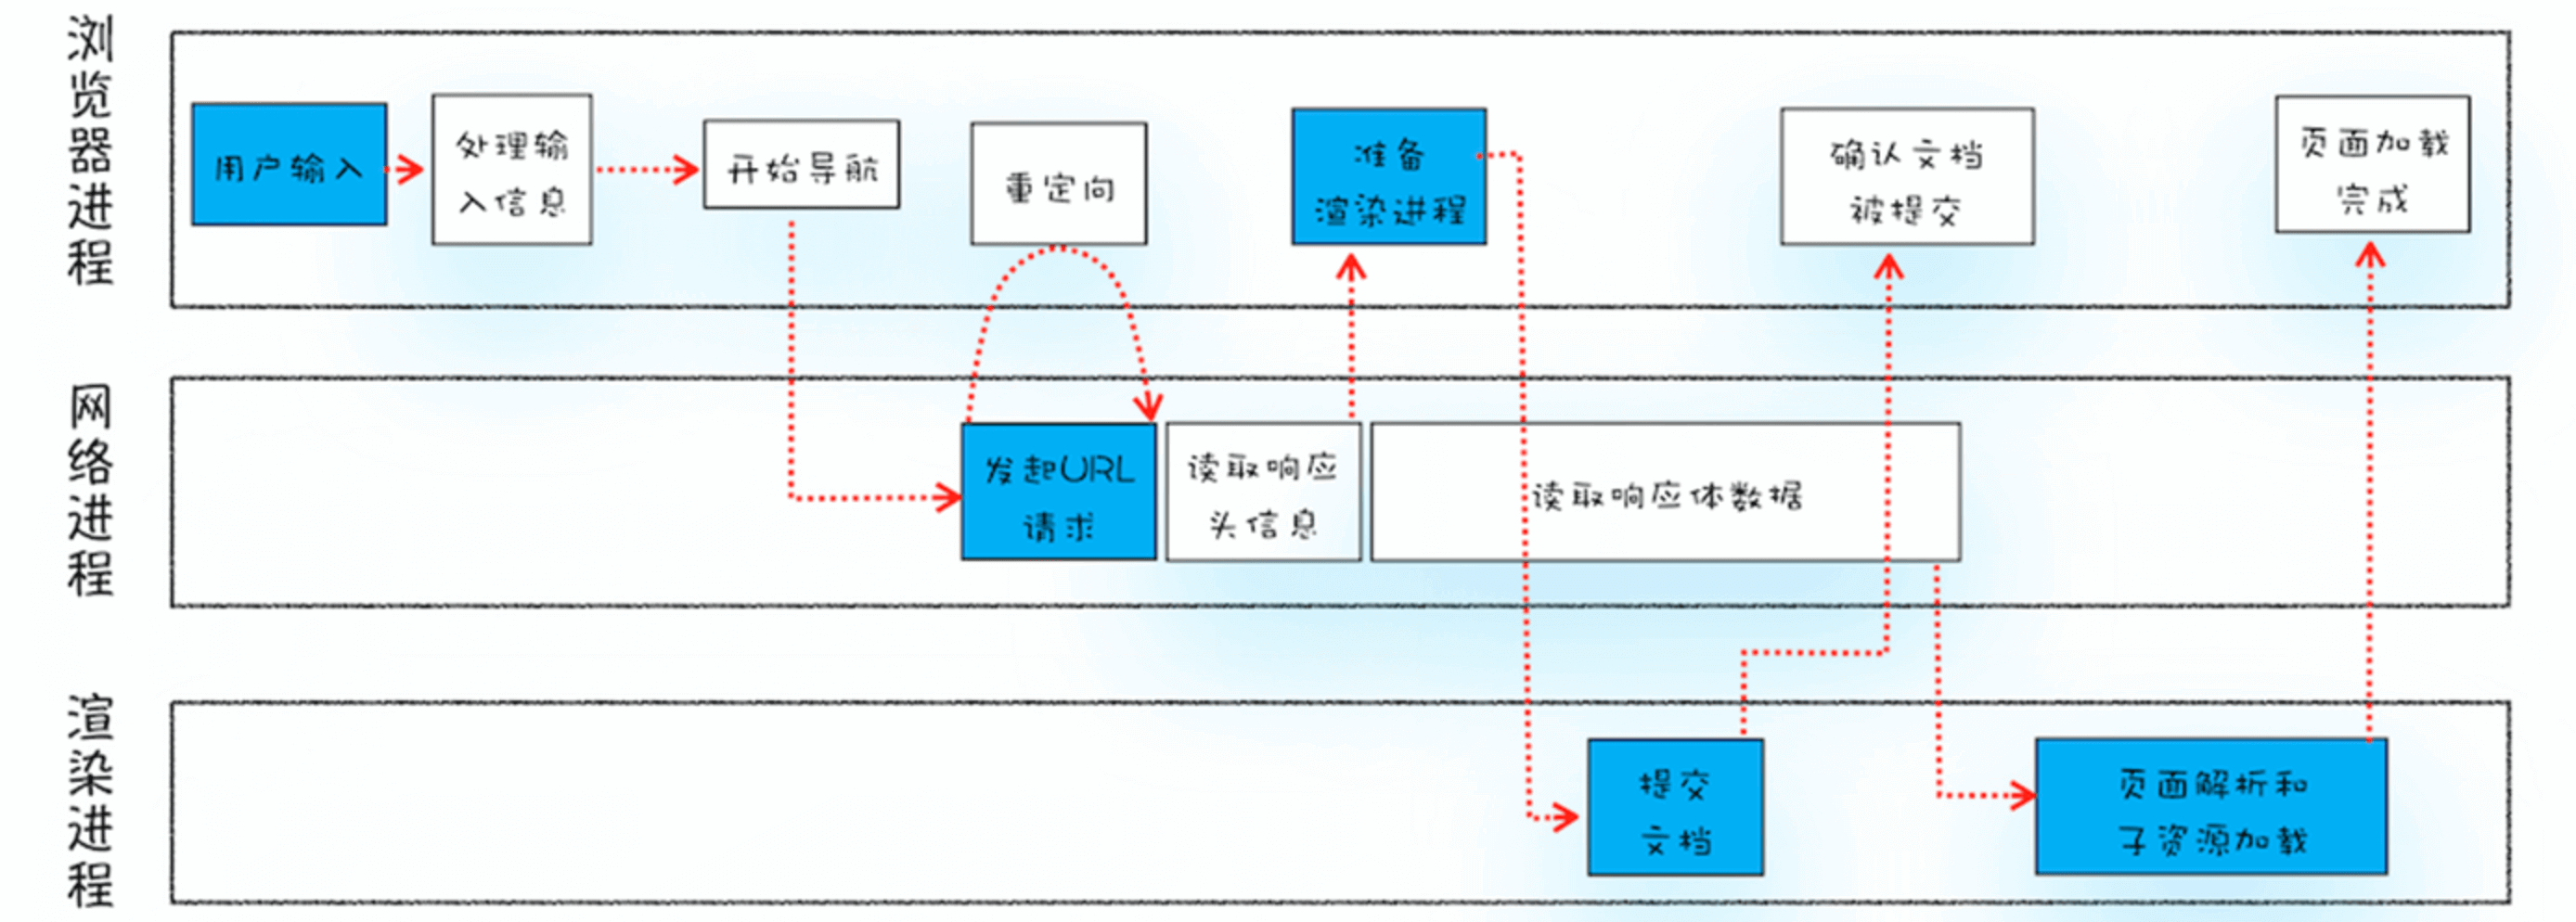 浏览器进程
用户输入
处理输
入信息
开始导航
重定向
准备
渲染进程
确认文档
被提交
页面加载
完成
网络进程
发起URL
请求
读取响应
头信息
读取响应体数据
渲染进程
提交
文档
页面解析和
子资源加载